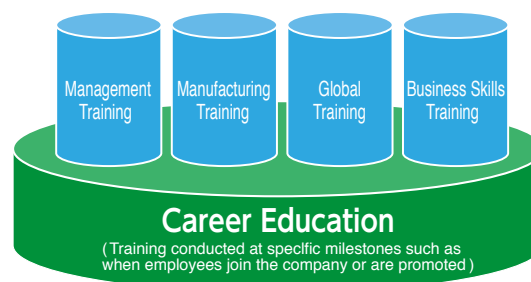 Management
Training
Manufacturing
Training
Global
Training
Business Skills
Training
Career Education
( Training conducted at specific milestones such as
when employees join the company or are promoted )